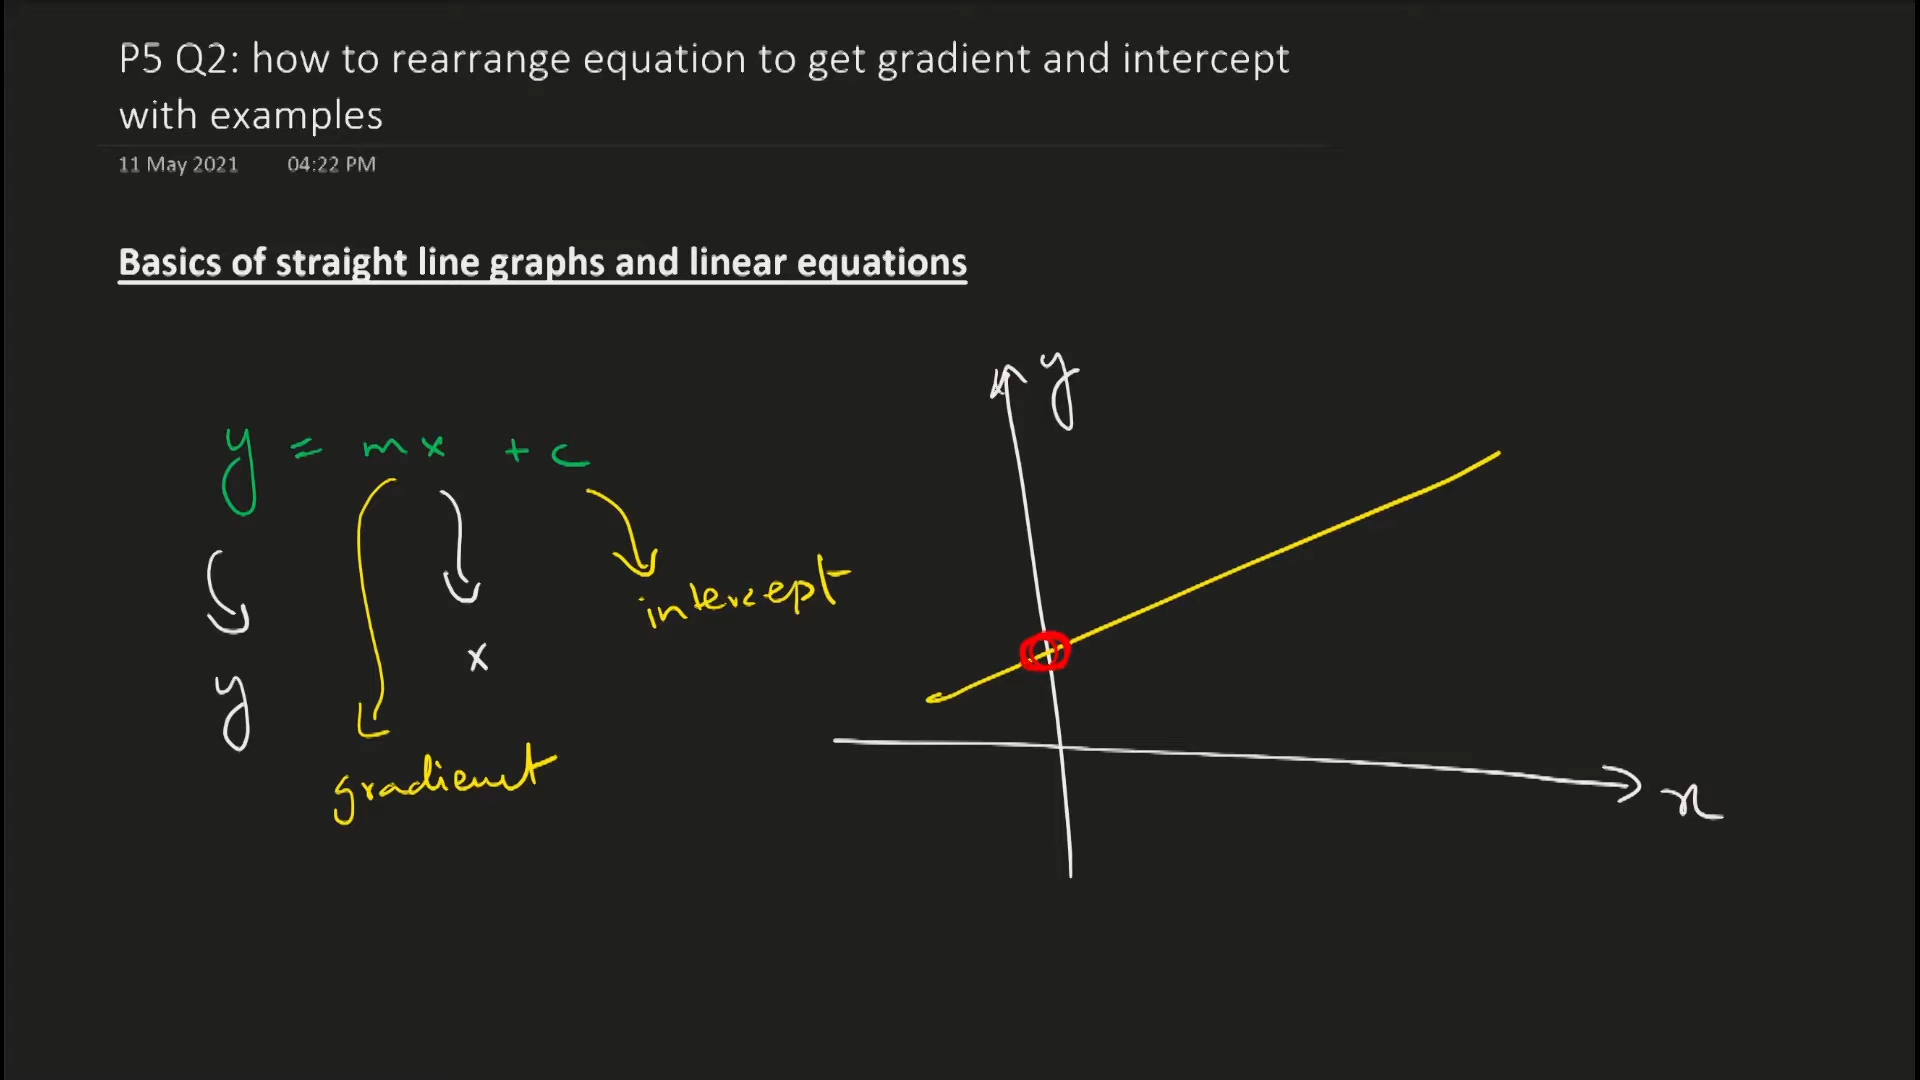 P5 Q2: how to rearrange equation to get gradient and intercept
with examples
11 May 2021 04:22 PM
Basics of straight line graphs and linear equations
y
y = mx + c
intercept
x
y
gradient
x